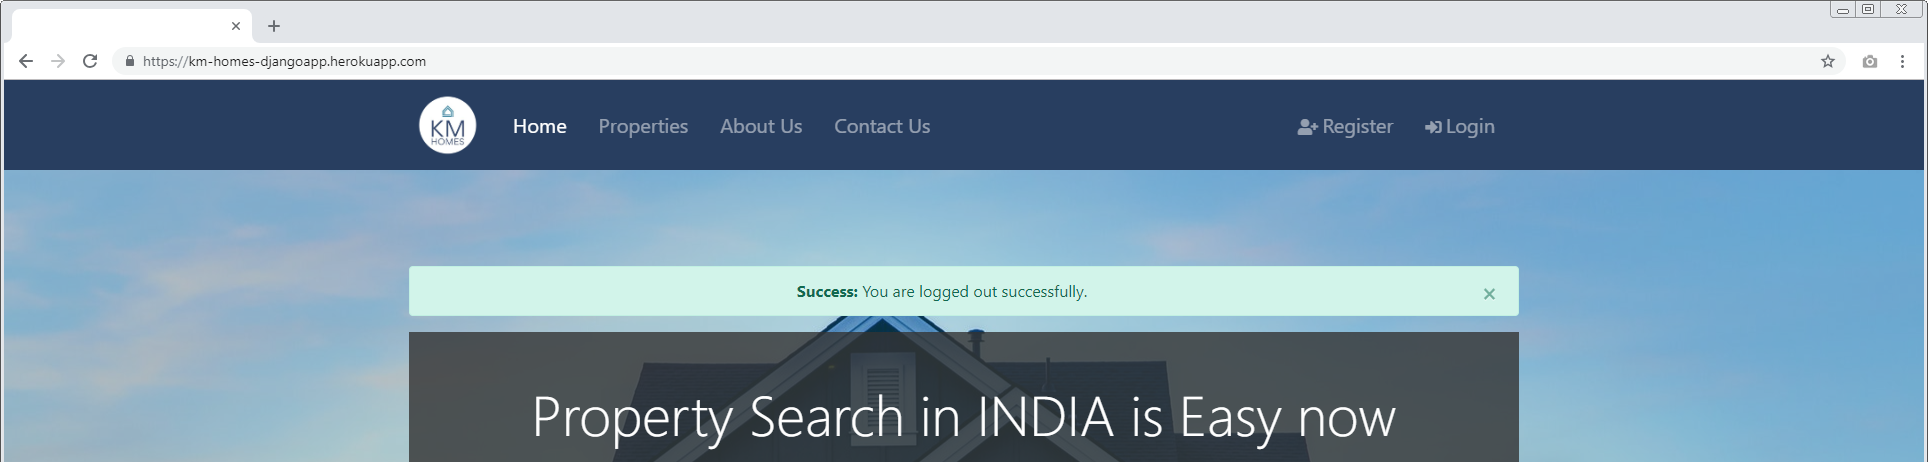 https://km-homes-djangoapp.herokuapp.com
KM
HOMES
Home Properties About Us Contact Us Register Login
Success: You are logged out successfully.
Property Search in INDIA is Easy now